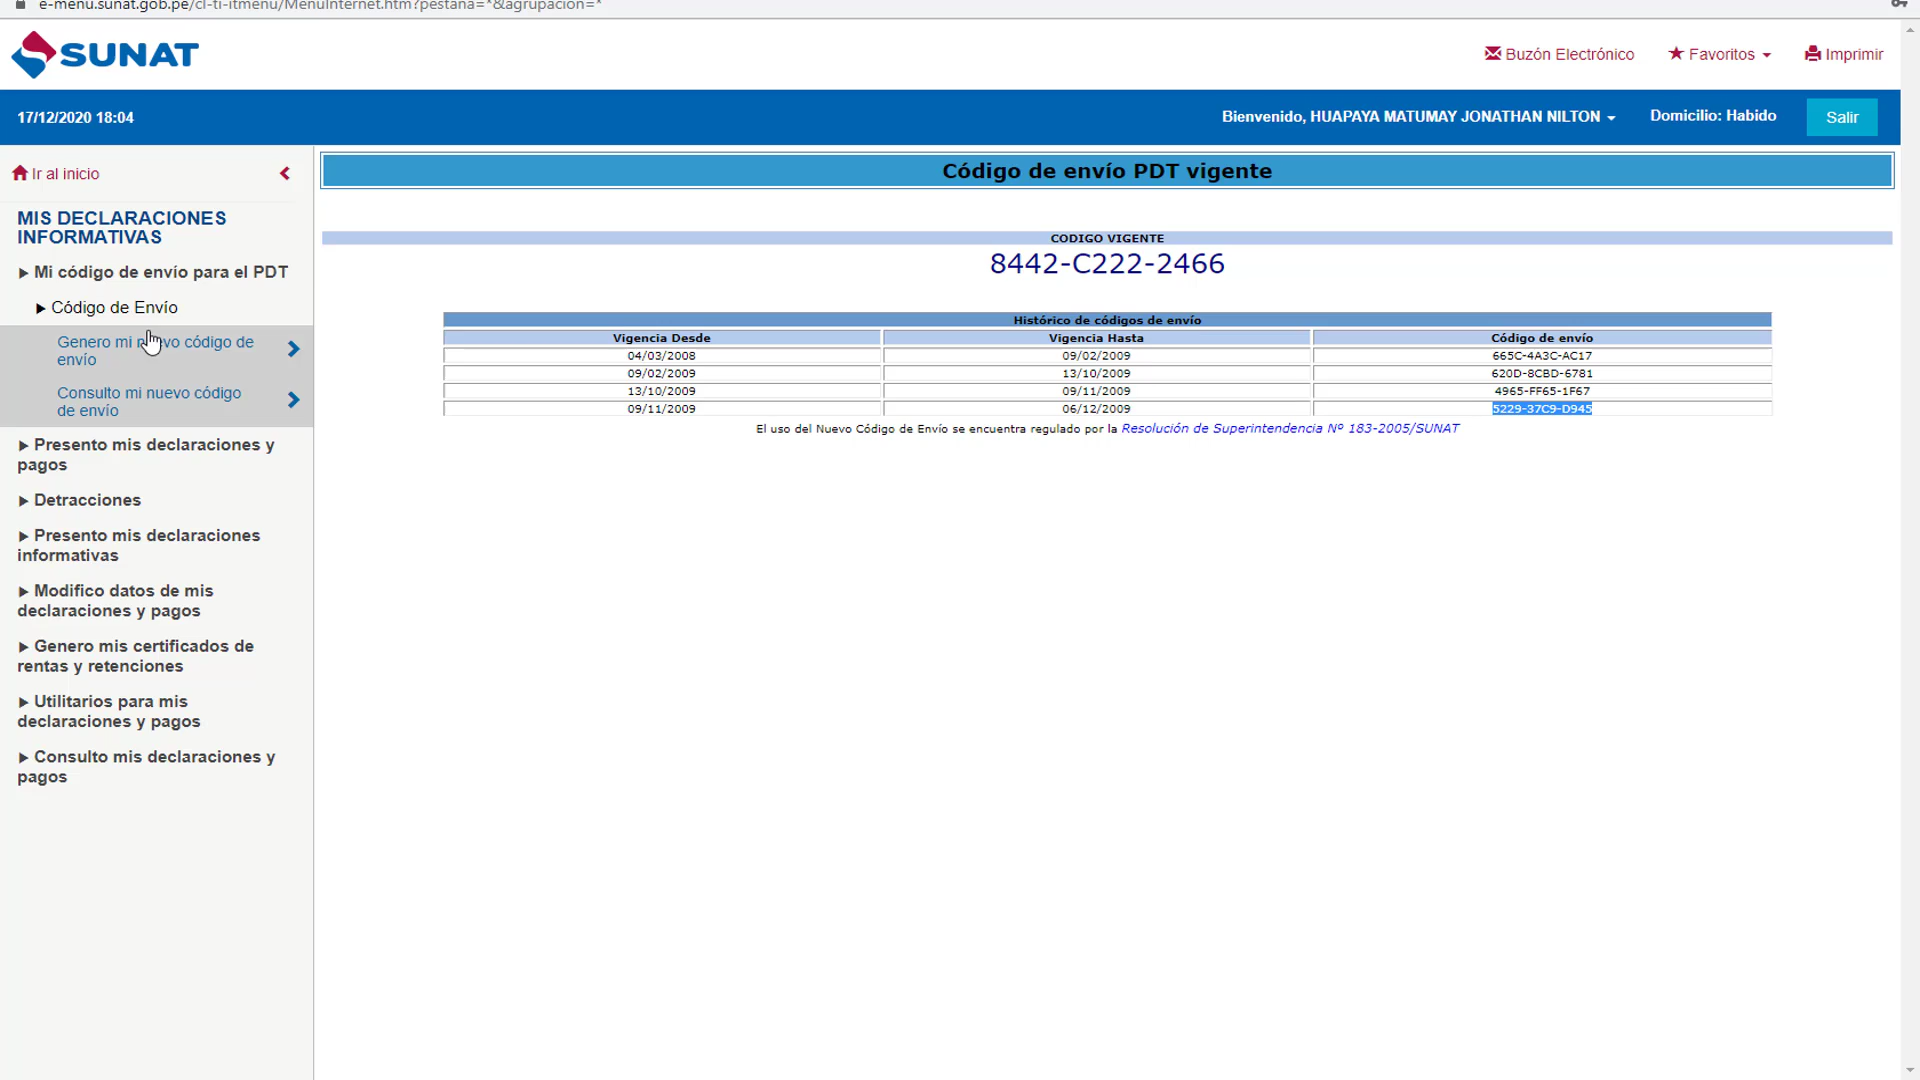 e-menu.sunat.gob.pe/cl-ti-itmenu/MenuInternet.htm?pestana=*&agrupacion=*
SUNAT
Buzón Electrónico
Favoritos
Imprimir
17/12/2020 18:04
Bienvenido, HUAPAYA MATUMAY JONATHAN NILTON
Domicilio: Habido
Salir
Ir al inicio
MIS DECLARACIONES
INFORMATIVAS
Mi código de envío para el PDT
Código de Envío
Genero mi nuevo código de
envío
Consulto mi nuevo código
de envío
Presento mis declaraciones y
pagos
Detracciones
Presento mis declaraciones
informativas
Modifico datos de mis
declaraciones y pagos
Genero mis certificados de
rentas y retenciones
Utilitarios para mis
declaraciones y pagos
Consulto mis declaraciones y
pagos
Código de envío PDT vigente
CODIGO VIGENTE
8442-C222-2466
Histórico de códigos de envío
Vigencia Desde Vigencia Hasta Código de envío
04/03/2008 09/02/2009 665C-4A3C-AC17
09/02/2009 13/10/2009 620D-8CBD-6781
13/10/2009 09/11/2009 4965-FF65-1F67
09/11/2009 06/12/2009 5229-37C9-D945
El uso del Nuevo Código de Envío se encuentra regulado por la Resolución de Superintendencia Nº 183-2005/SUNAT